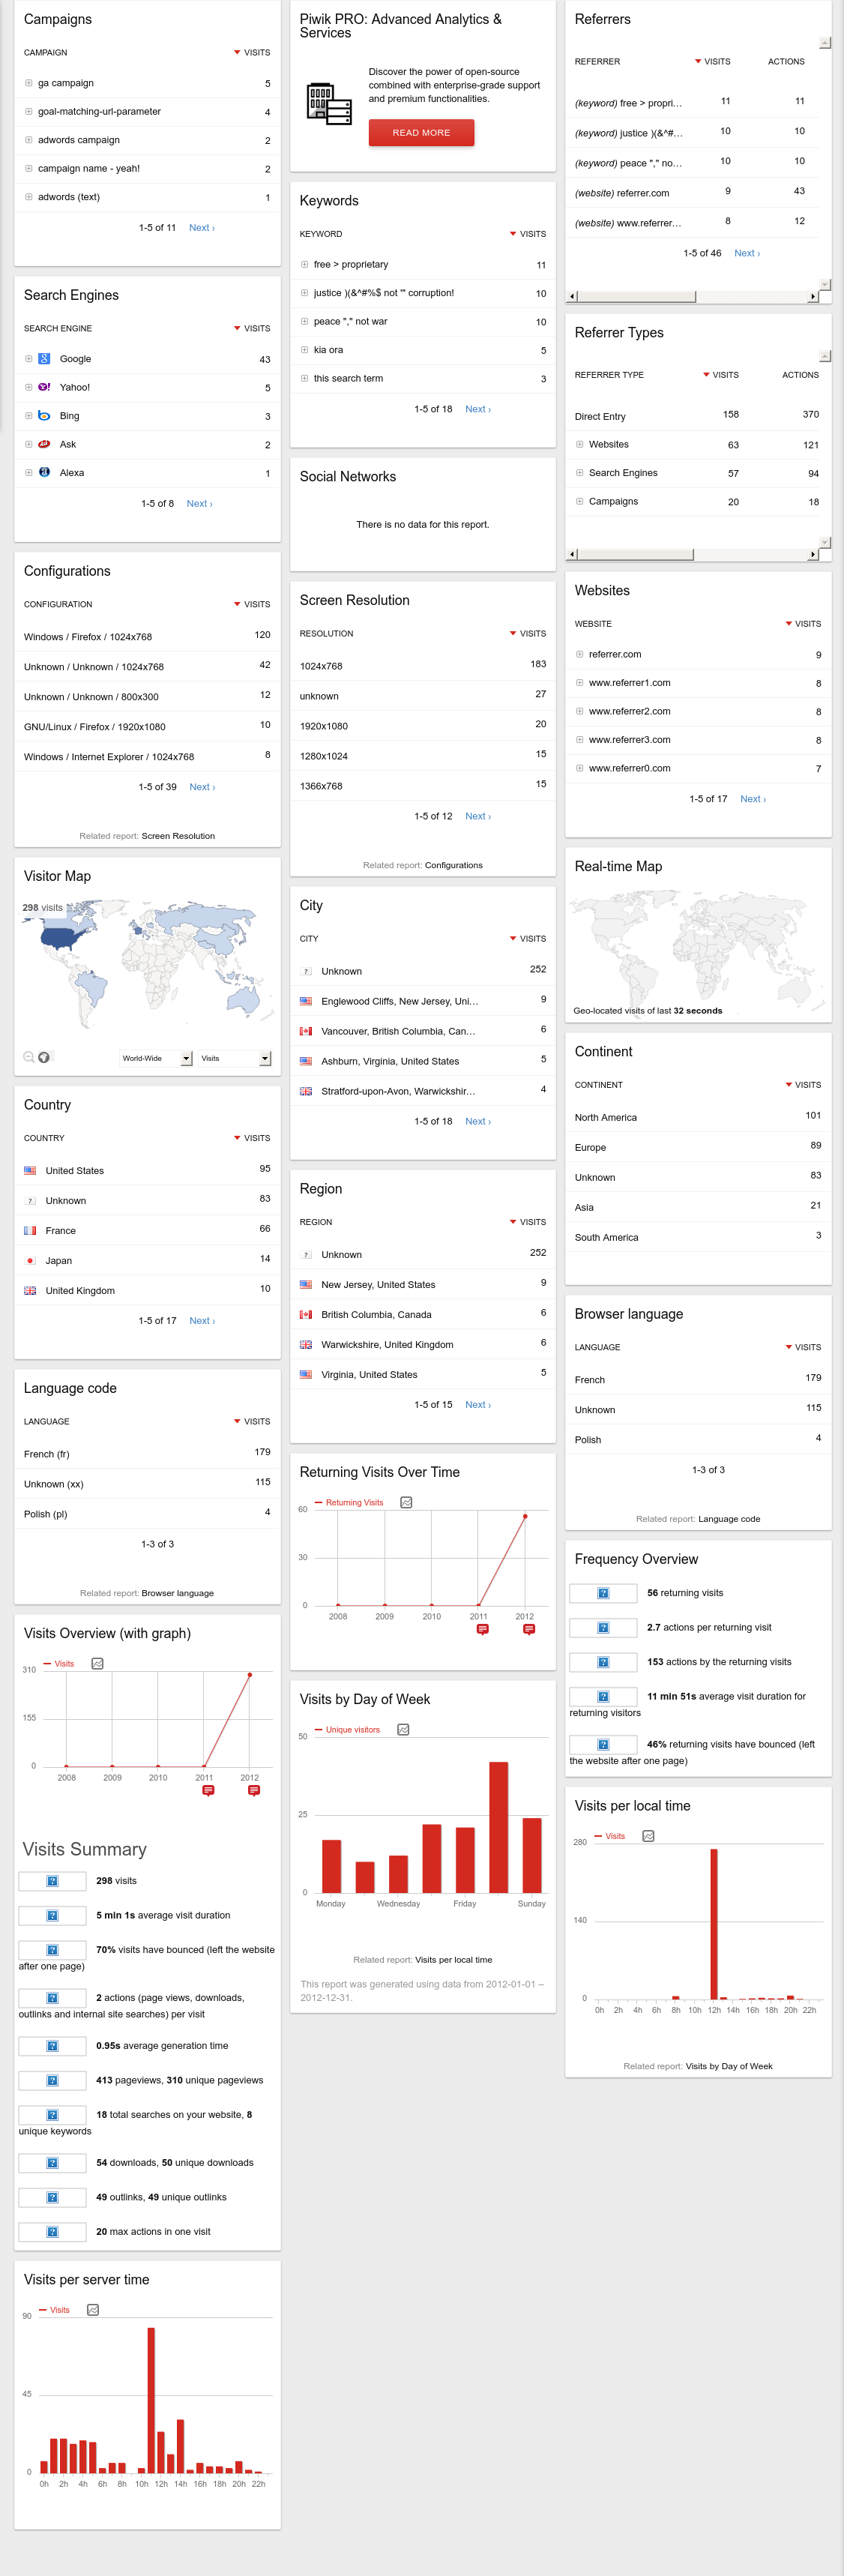 Campaigns
CAMPAIGN VISITS
ga campaign 5
goal-matching-url-parameter 4
adwords campaign 2
campaign name - yeah! 2
adwords (text) 1
1-5 of 11 Next ›
Search Engines
SEARCH ENGINE VISITS
Google 43
Yahoo! 5
Bing 3
Ask 2
Alexa 1
1-5 of 8 Next ›
Configurations
CONFIGURATION VISITS
Windows / Firefox / 1024x768 120
Unknown / Unknown / 1024x768 42
Unknown / Unknown / 800x300 12
GNU/Linux / Firefox / 1920x1080 10
Windows / Internet Explorer / 1024x768 8
1-5 of 39 Next ›
Related report: Screen Resolution
Visitor Map
298 visits
World-Wide Visits
Country
COUNTRY VISITS
United States 95
? Unknown 83
France 66
Japan 14
United Kingdom 10
1-5 of 17 Next ›
Language code
LANGUAGE VISITS
French (fr) 179
Unknown (xx) 115
Polish (pl) 4
1-3 of 3
Related report: Browser language
Visits Overview (with graph)
Visits
310
155
0
2008 2009 2010 2011 2012
Visits Summary
298 visits
5 min 1s average visit duration
70% visits have bounced (left the website
after one page)
2 actions (page views, downloads,
outlinks and internal site searches) per visit
0.95s average generation time
413 pageviews, 310 unique pageviews
18 total searches on your website, 8
unique keywords
54 downloads, 50 unique downloads
49 outlinks, 49 unique outlinks
20 max actions in one visit
Visits per server time
Visits
90
45
0
0h 2h 4h 6h 8h 10h 12h 14h 16h 18h 20h 22h
Piwik PRO: Advanced Analytics &
Services
Discover the power of open-source
combined with enterprise-grade support
and premium functionalities.
READ MORE
Keywords
KEYWORD VISITS
free > proprietary 11
justice )(&^#%$ not '" corruption! 10
peace "," not war 10
kia ora 5
this search term 3
1-5 of 18 Next ›
Social Networks
There is no data for this report.
Screen Resolution
RESOLUTION VISITS
1024x768 183
unknown 27
1920x1080 20
1280x1024 15
1366x768 15
1-5 of 12 Next ›
Related report: Configurations
City
CITY VISITS
? Unknown 252
Englewood Cliffs, New Jersey, Uni... 9
Vancouver, British Columbia, Can... 6
Ashburn, Virginia, United States 5
Stratford-upon-Avon, Warwickshir... 4
1-5 of 18 Next ›
Region
REGION VISITS
? Unknown 252
New Jersey, United States 9
British Columbia, Canada 6
Warwickshire, United Kingdom 6
Virginia, United States 5
1-5 of 15 Next ›
Returning Visits Over Time
Returning Visits
60
30
0
2008 2009 2010 2011 2012
Visits by Day of Week
Unique visitors
50
25
0
Monday Wednesday Friday Sunday
Related report: Visits per local time
This report was generated using data from 2012-01-01 –
2012-12-31.
Referrers
REFERRER VISITS ACTIONS
(keyword) free > propri... 11 11
(keyword) justice )(&^#... 10 10
(keyword) peace "," no... 10 10
(website) referrer.com 9 43
(website) www.referrer... 8 12
1-5 of 46 Next ›
Referrer Types
REFERRER TYPE VISITS ACTIONS
Direct Entry 158 370
Websites 63 121
Search Engines 57 94
Campaigns 20 18
Websites
WEBSITE VISITS
referrer.com 9
www.referrer1.com 8
www.referrer2.com 8
www.referrer3.com 8
www.referrer0.com 7
1-5 of 17 Next ›
Real-time Map
Geo-located visits of last 32 seconds
Continent
CONTINENT VISITS
North America 101
Europe 89
Unknown 83
Asia 21
South America 3
Browser language
LANGUAGE VISITS
French 179
Unknown 115
Polish 4
1-3 of 3
Related report: Language code
Frequency Overview
56 returning visits
2.7 actions per returning visit
153 actions by the returning visits
11 min 51s average visit duration for
returning visitors
46% returning visits have bounced (left
the website after one page)
Visits per local time
Visits
280
140
0
0h 2h 4h 6h 8h 10h 12h 14h 16h 18h 20h 22h
Related report: Visits by Day of Week